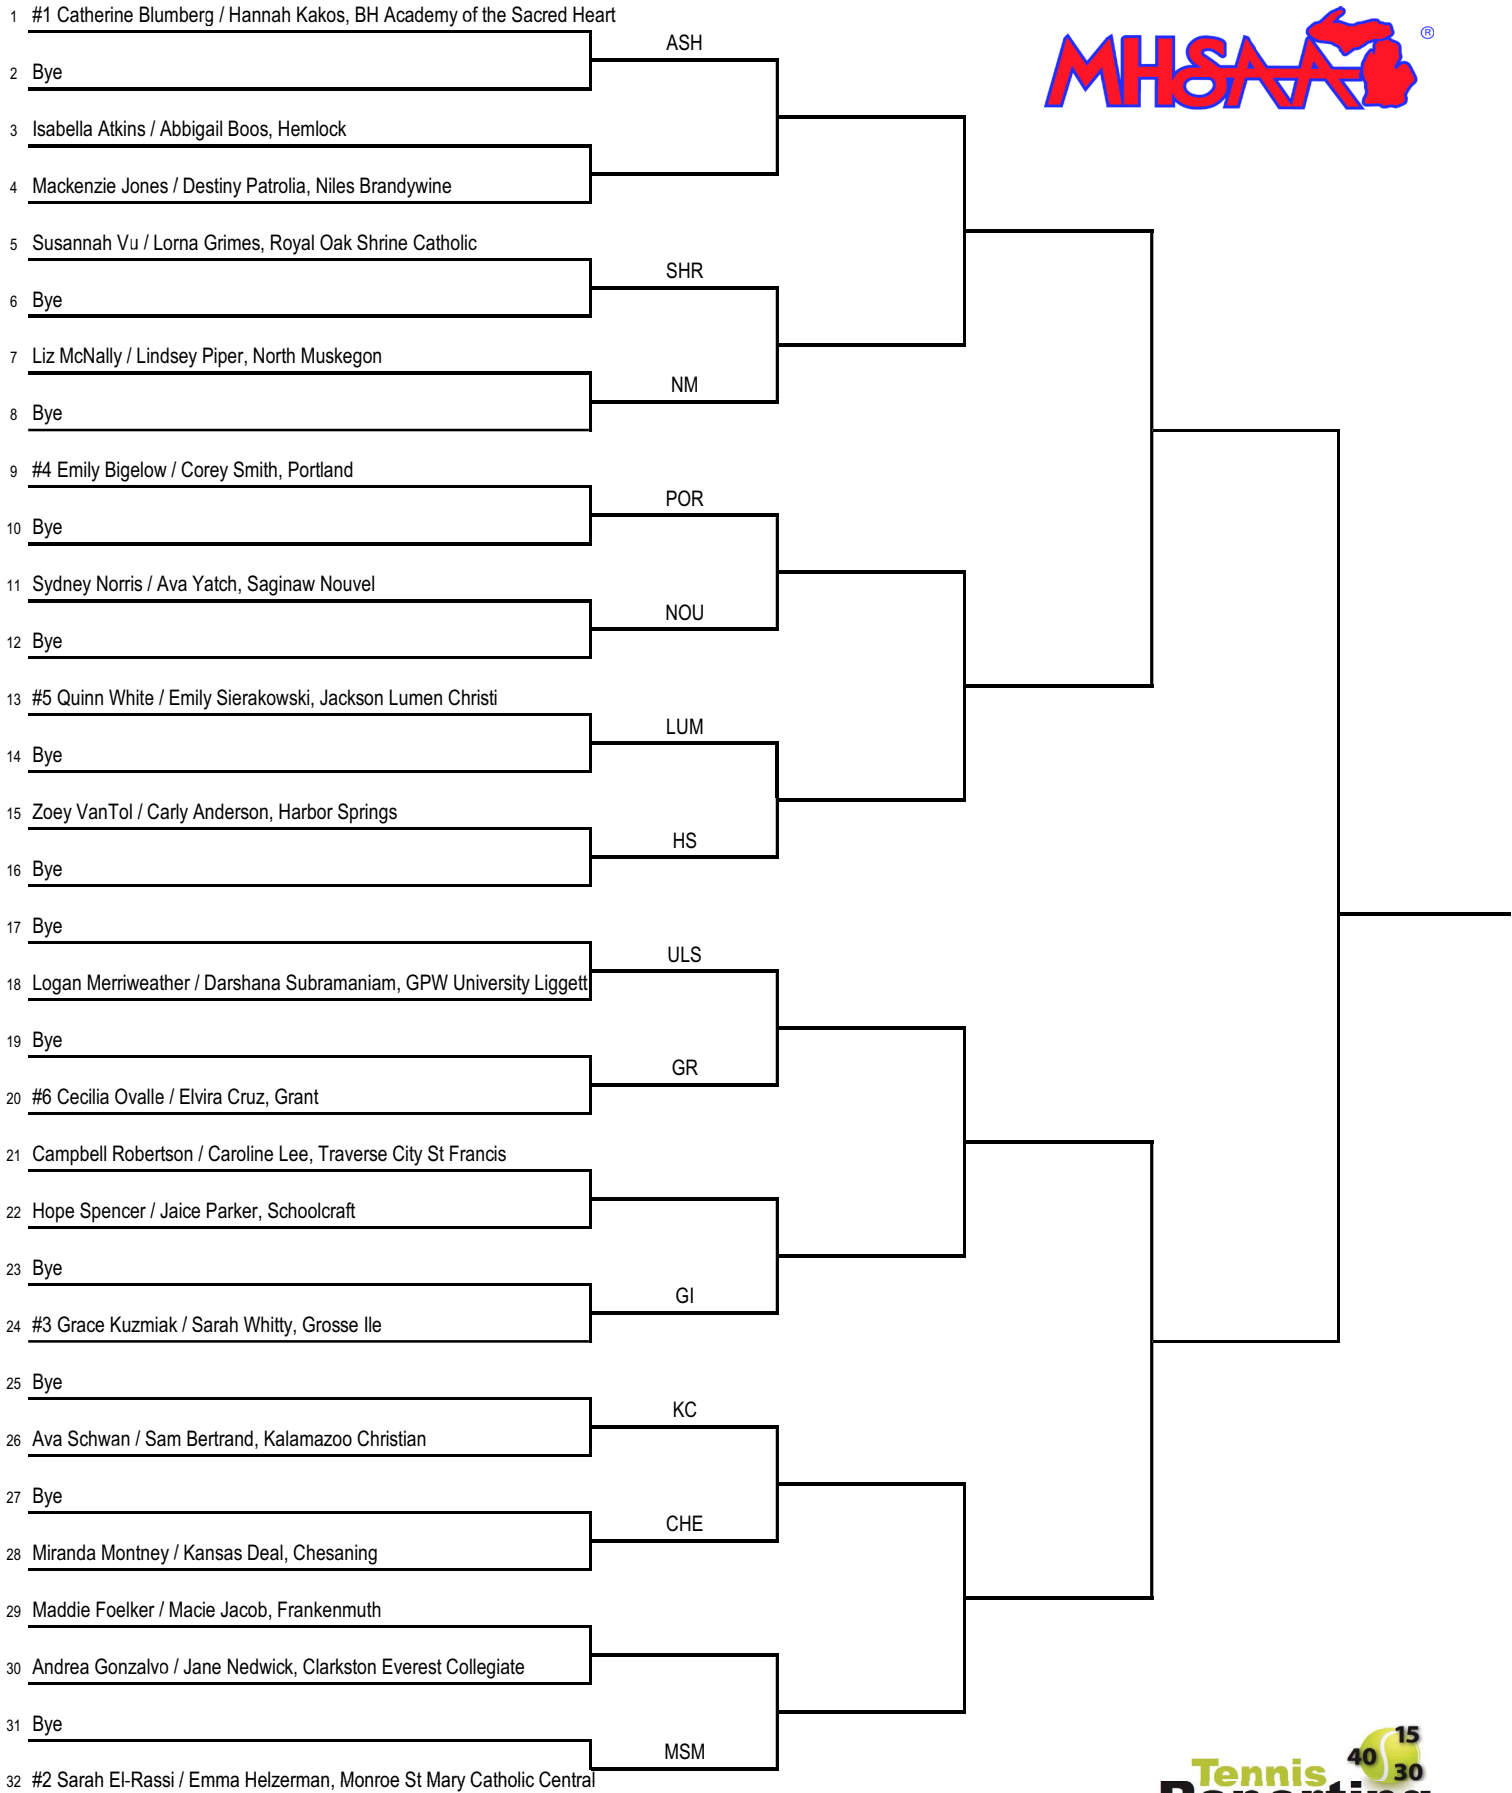 1 #1 Catherine Blumberg / Hannah Kakos, BH Academy of the Sacred Heart
ASH
MHSAA ®
2 Bye
3 Isabella Atkins / Abbigail Boos, Hemlock
4 Mackenzie Jones / Destiny Patrolia, Niles Brandywine
5 Susannah Vu / Lorna Grimes, Royal Oak Shrine Catholic
SHR
6 Bye
7 Liz McNally / Lindsey Piper, North Muskegon
NM
8 Bye
9 #4 Emily Bigelow / Corey Smith, Portland
POR
10 Bye
11 Sydney Norris / Ava Yatch, Saginaw Nouvel
NOU
12 Bye
13 #5 Quinn White / Emily Sierakowski, Jackson Lumen Christi
LUM
14 Bye
15 Zoey VanTol / Carly Anderson, Harbor Springs
HS
16 Bye
17 Bye
ULS
18 Logan Merriweather / Darshana Subramaniam, GPW University Liggett
19 Bye
GR
20 #6 Cecilia Ovalle / Elvira Cruz, Grant
21 Campbell Robertson / Caroline Lee, Traverse City St Francis
22 Hope Spencer / Jaice Parker, Schoolcraft
23 Bye
GI
24 #3 Grace Kuzmiak / Sarah Whitty, Grosse Ile
25 Bye
KC
26 Ava Schwan / Sam Bertrand, Kalamazoo Christian
27 Bye
CHE
28 Miranda Montney / Kansas Deal, Chesaning
29 Maddie Foelker / Macie Jacob, Frankenmuth
30 Andrea Gonzalvo / Jane Nedwick, Clarkston Everest Collegiate
31 Bye
MSM
32 #2 Sarah El-Rassi / Emma Helzerman, Monroe St Mary Catholic Central
15
40
30
Tennis
Reporting